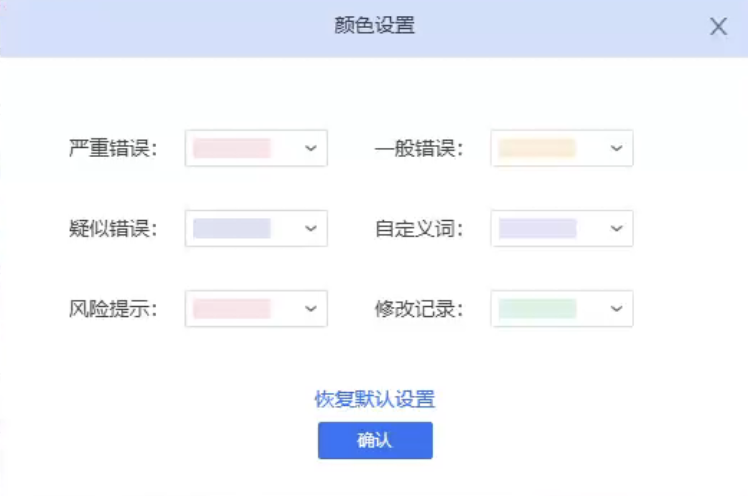 颜色设置
严重错误： 一般错误：
疑似错误： 自定义词：
风险提示： 修改记录：
恢复默认设置
确认